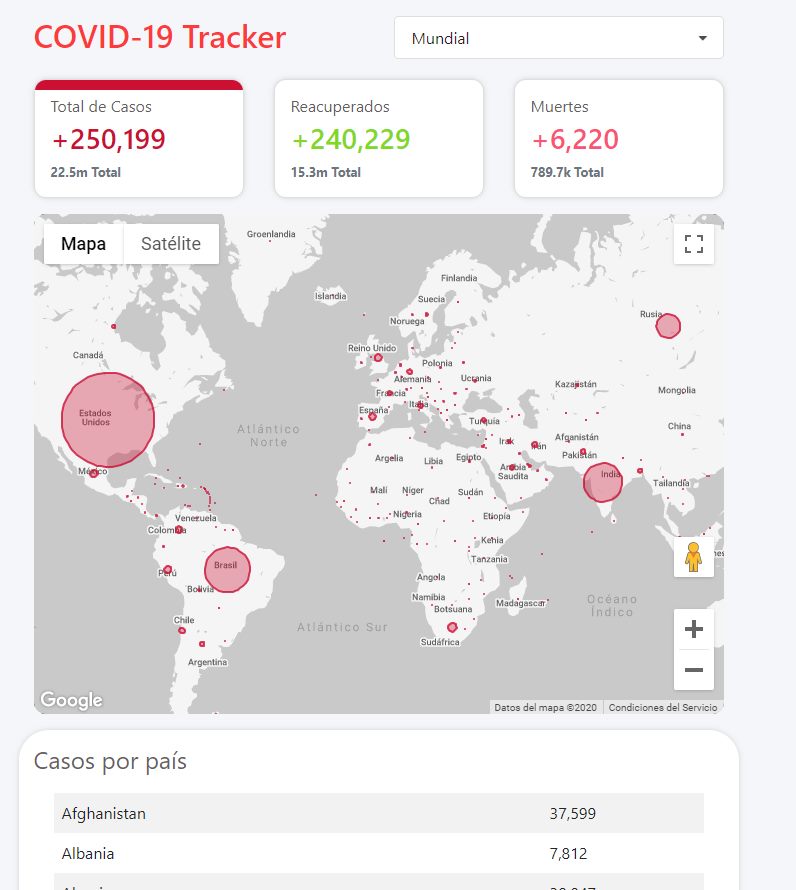 COVID-19 Tracker
Mundial
Total de Casos
+250,199
22.5m Total
Reacuperados
+240,229
15.3m Total
Muertes
+6,220
789.7k Total
Mapa
Satélite
Groenlandia
Islandia
Finlandia
Suecia
Noruega
Rusia
Reino Unido
Canadá
Polonia
Alemania
Ucrania
Francia
Kazajistán
Mongolia
España
Italia
Estados
Unidos
Atlántico
Norte
Turquía
China
Irak
Irán
Afganistán
Pakistán
Argelia
Libia
Egipto
México
Arabia
Saudita
India
Tailandia
Malí
Níger
Chad
Sudán
Venezuela
Nigeria
Etiopía
Colombia
Kenia
Tanzania
Perú
Brasil
Bolivia
Angola
Namibia
Botsuana
Madagascar
Océano
Índico
Chile
Atlántico Sur
Sudáfrica
Argentina
Google
Datos del mapa ©2020
Condiciones del Servicio
Casos por país
Afghanistan 37,599
Albania 7,812